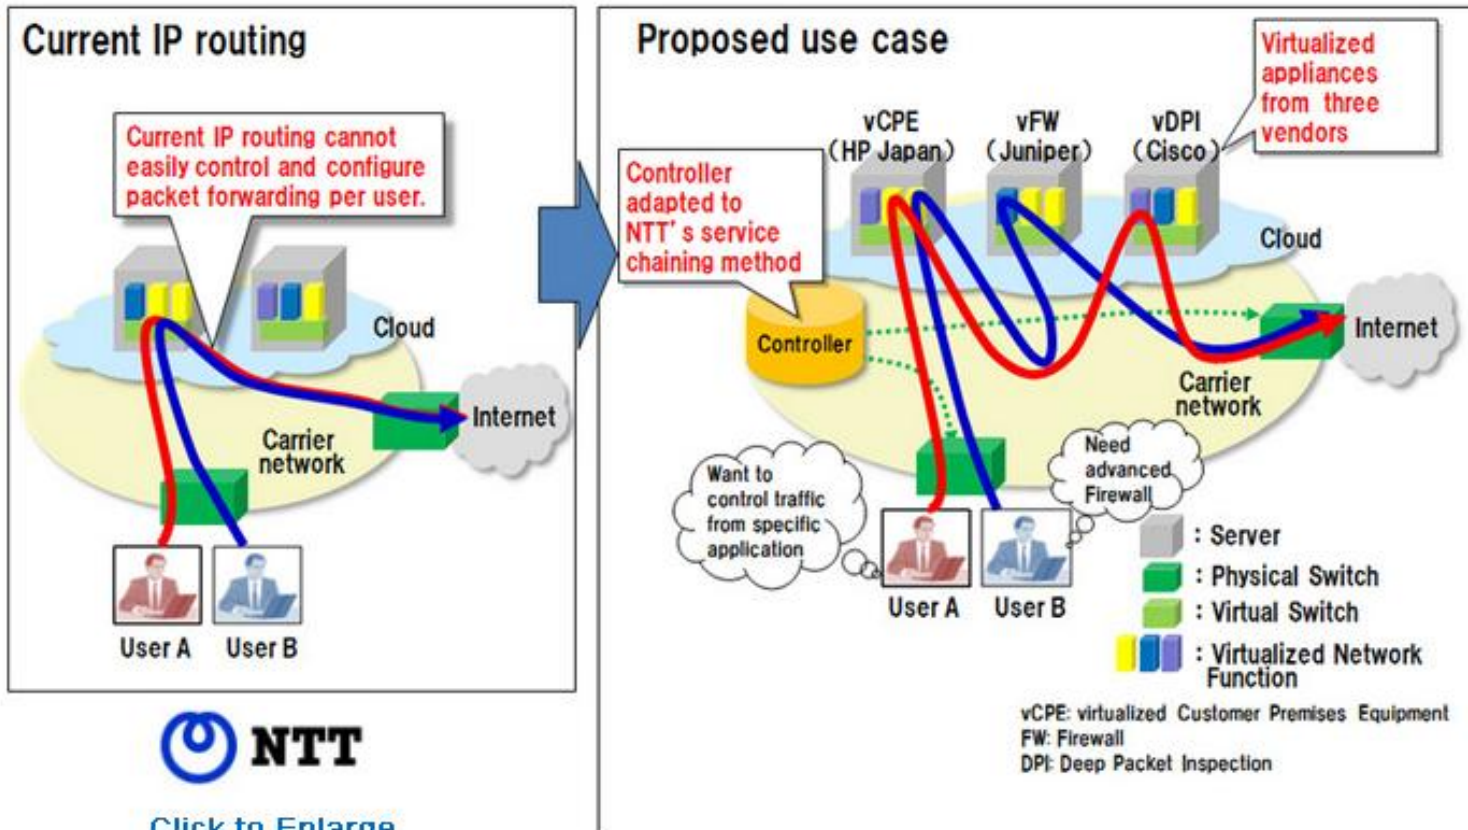 Current IP routing
Current IP routing cannot
easily control and configure
packet forwarding per user.
Cloud
Internet
Carrier
network
User A
User B
NTT
Click to Enlarge
Proposed use case
Virtualized
appliances
from three
vendors
vCPE
(HP Japan)
vFW
(Juniper)
vDPI
(Cisco)
Controller
adapted to
NTT's service
chaining method
Cloud
Controller
Internet
Carrier
network
Want to
control traffic
from specific
application
Need
advanced
Firewall
User A
User B
: Server
: Physical Switch
: Virtual Switch
: Virtualized Network
Function
vCPE: virtualized Customer Premises Equipment
FW: Firewall
DPI: Deep Packet Inspection